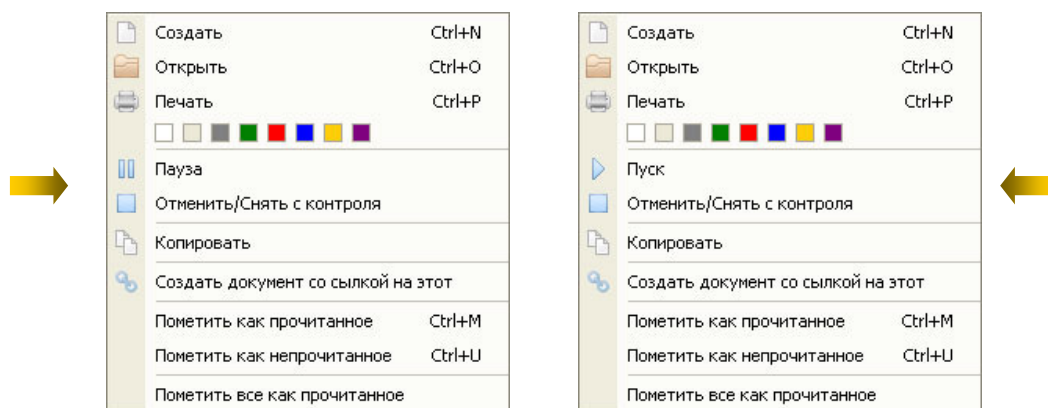 Создать Ctrl+N
Открыть Ctrl+O
Печать Ctrl+P
Пауза
Отменить/Снять с контроля
Копировать
Создать документ со сылкой на этот
Пометить как прочитанное Ctrl+M
Пометить как непрочитанное Ctrl+U
Пометить все как прочитанное
Создать Ctrl+N
Открыть Ctrl+O
Печать Ctrl+P
Пуск
Отменить/Снять с контроля
Копировать
Создать документ со сылкой на этот
Пометить как прочитанное Ctrl+M
Пометить как непрочитанное Ctrl+U
Пометить все как прочитанное